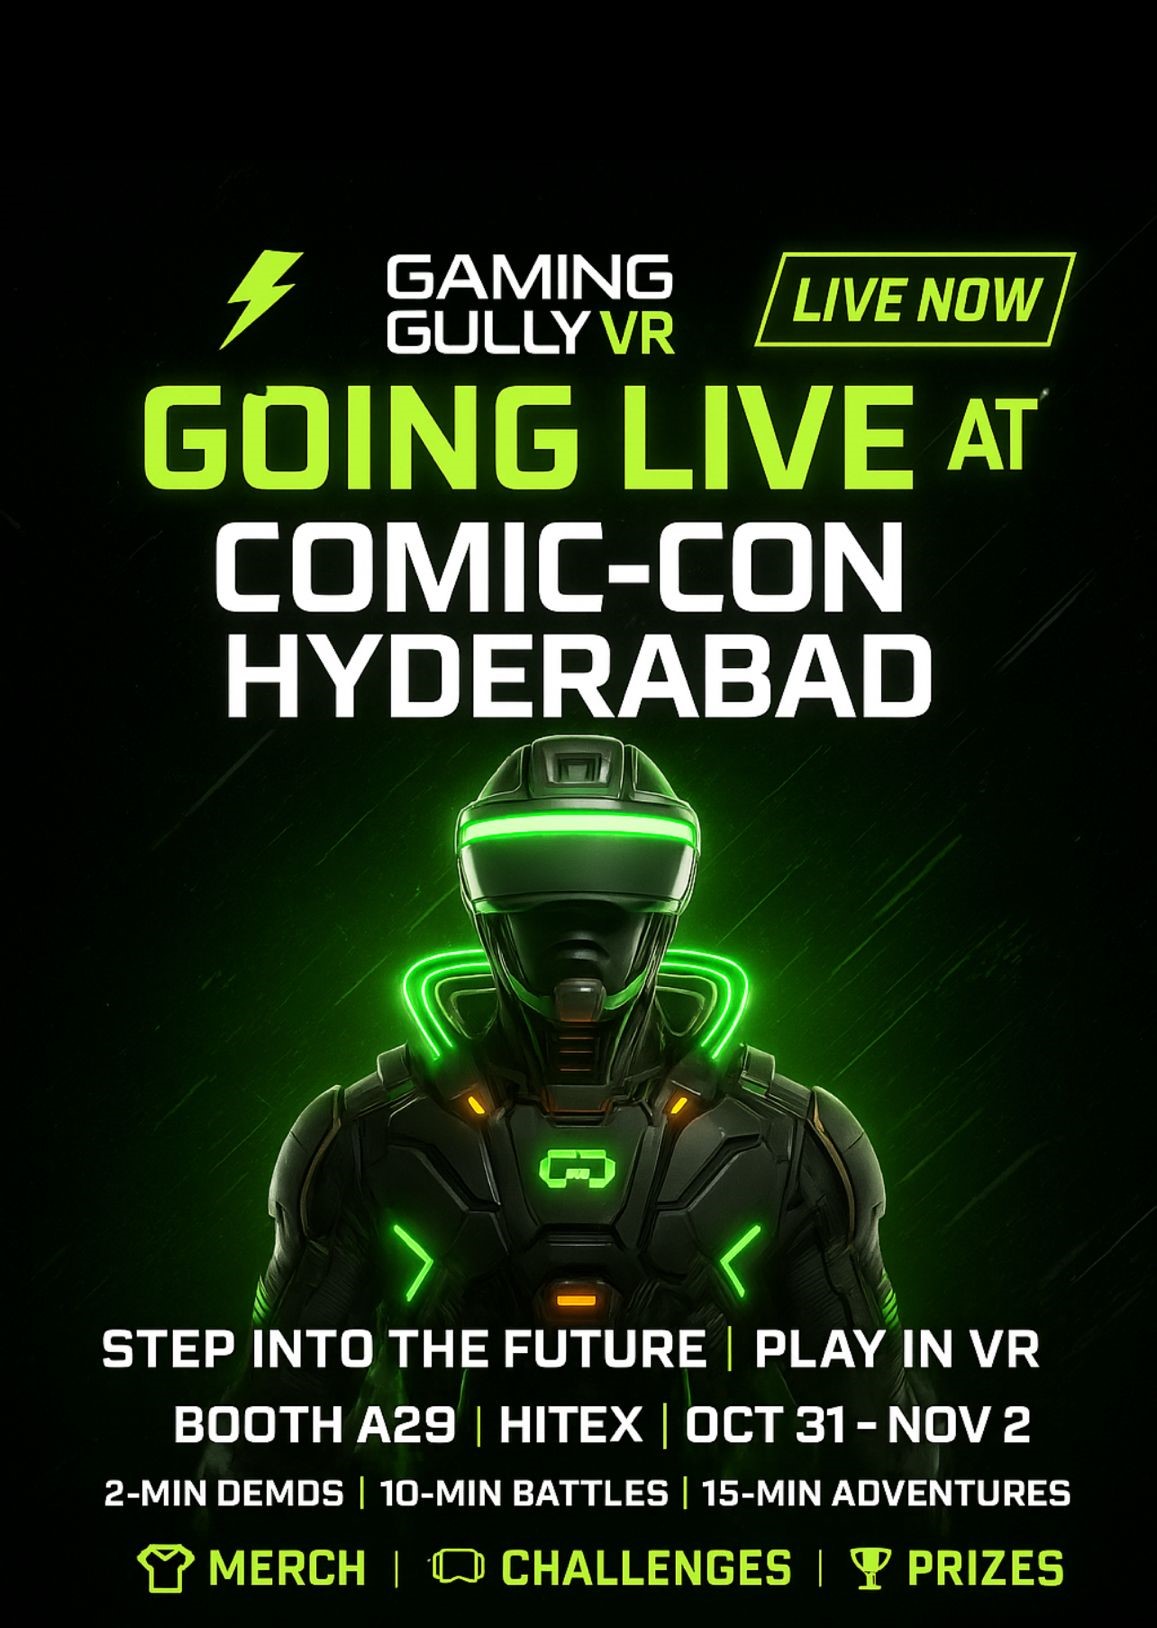 GAMING
GULLY VR
LIVE NOW
GOING LIVE AT
COMIC-CON
HYDERABAD
STEP INTO THE FUTURE | PLAY IN VR
BOOTH A29 | HITEX | OCT 31 - NOV 2
2-MIN DEMDS | 10-MIN BATTLES | 15-MIN ADVENTURES
MERCH | CHALLENGES | PRIZES